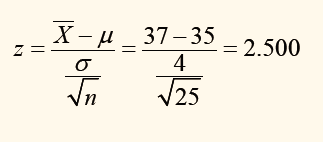 z = (X̅ − μ) / (σ / √n) = (37 − 35) / (4 / √25) = 2.500